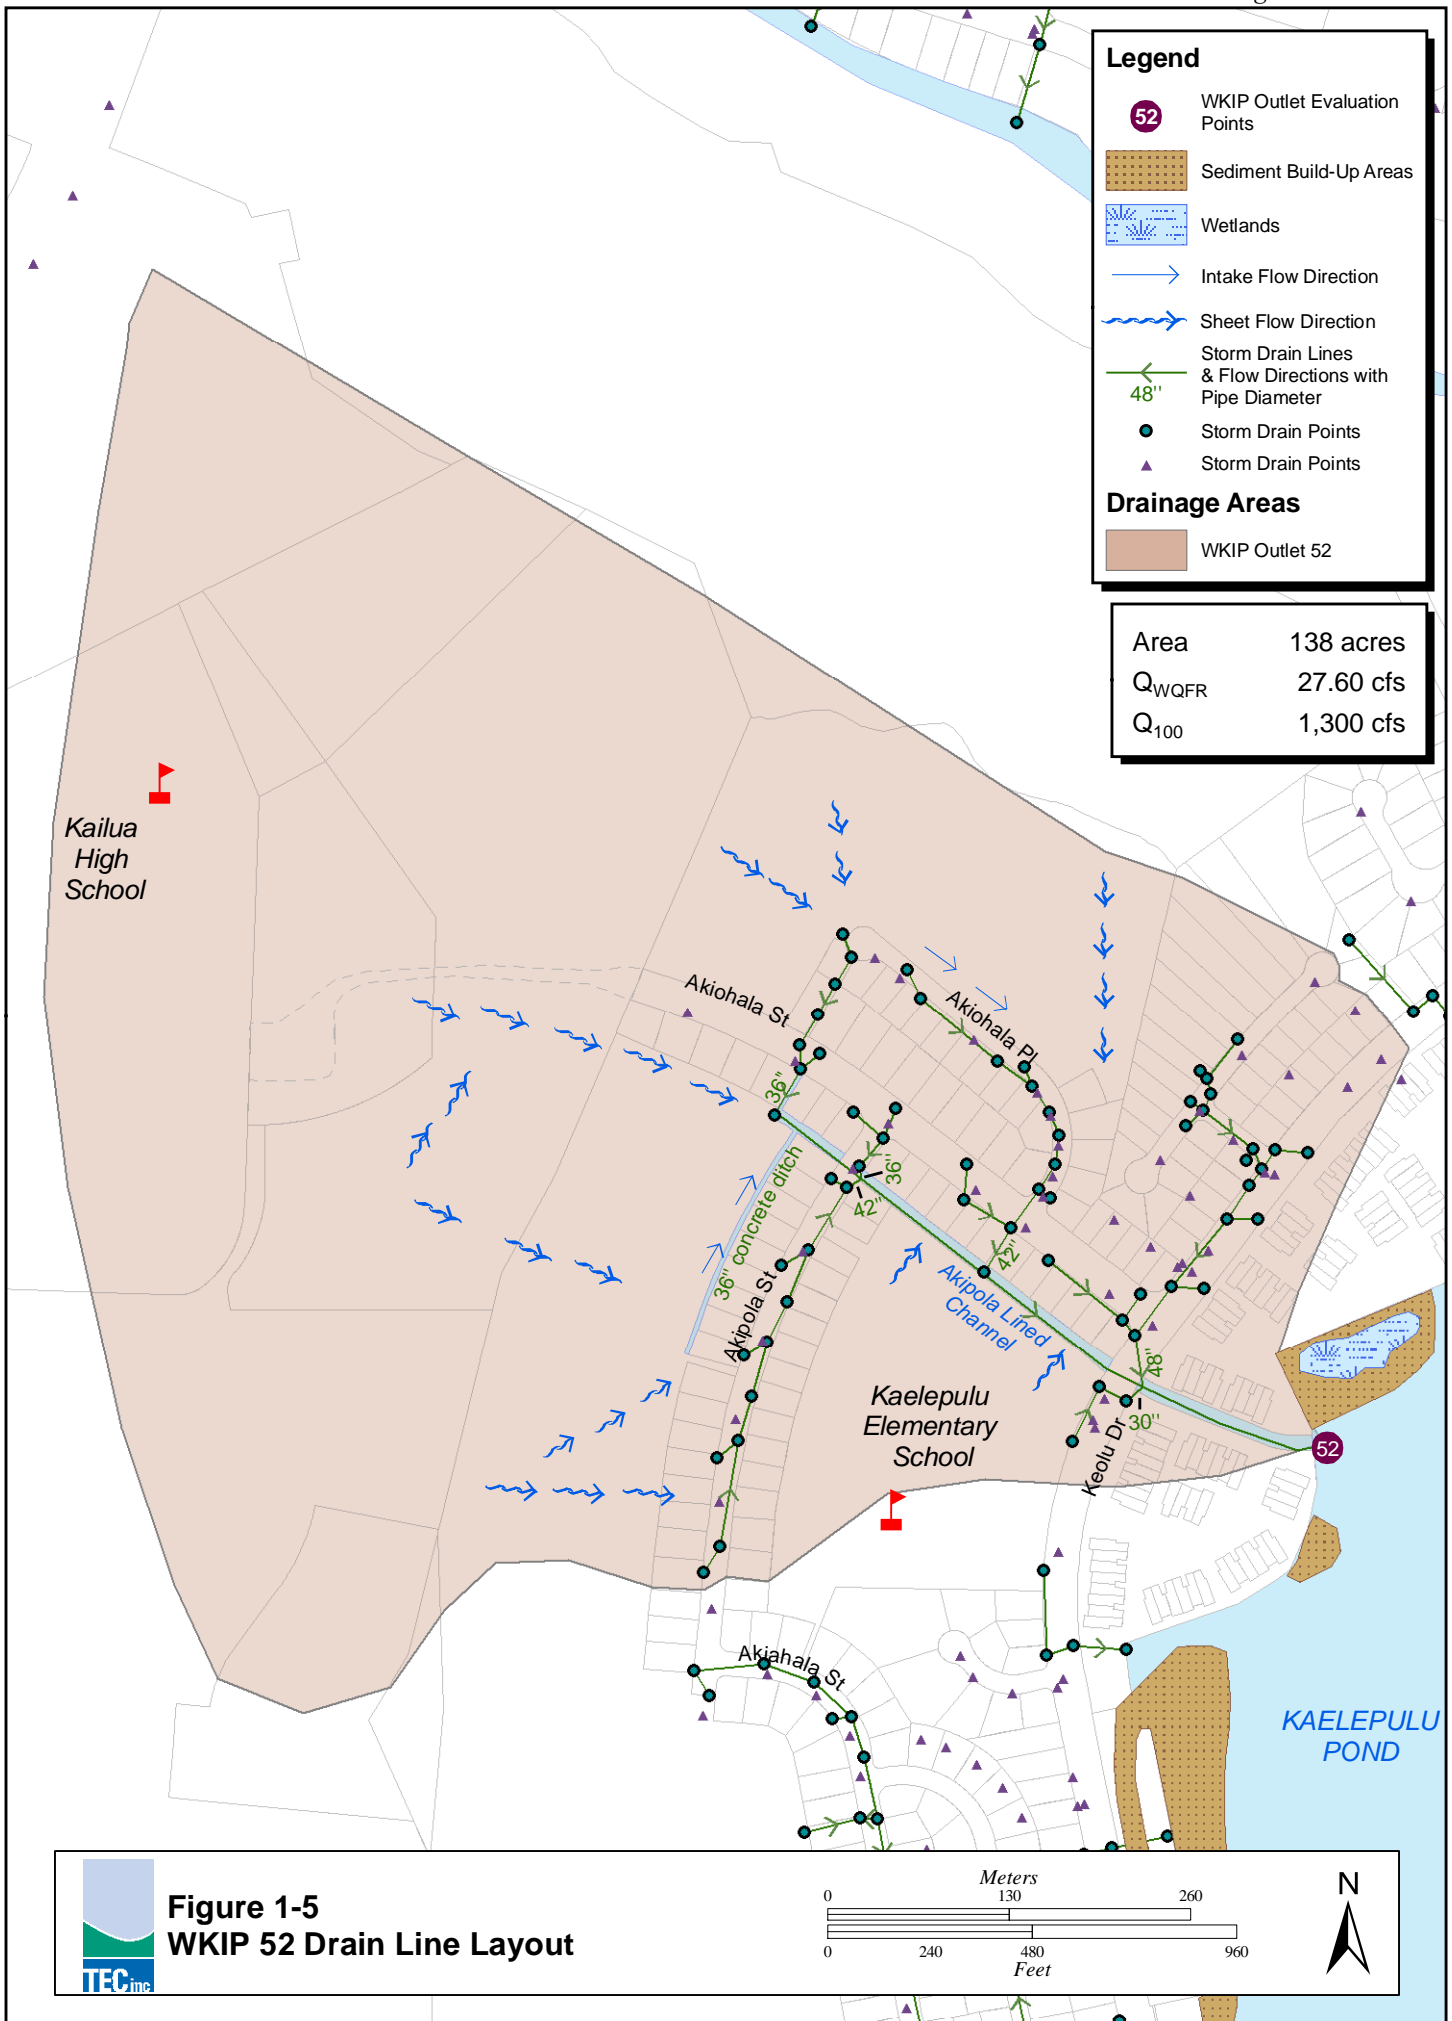 Legend
52
WKIP Outlet Evaluation
Points
Sediment Build-Up Areas
Wetlands
Intake Flow Direction
Sheet Flow Direction
Storm Drain Lines
& Flow Directions with
Pipe Diameter
48''
Storm Drain Points
Storm Drain Points
Drainage Areas
WKIP Outlet 52
Area 138 acres
QWQFR 27.60 cfs
Q100 1,300 cfs
Kailua
High
School
Akiohala St
Akiohala Pl
36''
36''
42''
36'' concrete ditch
42''
Akipola St
Akipola Lined
Channel
48''
30''
Kaelepulu
Elementary
School
Keolu Dr
52
Akiahala St
KAELEPULU
POND
TEC inc
Figure 1-5
WKIP 52 Drain Line Layout
Meters
0 130 260
0 240 480 960
Feet
N